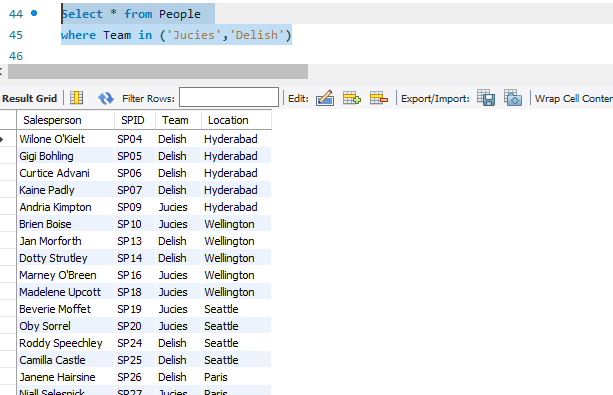 44 Select * from People
45 where Team in ('Jucies','Delish')
46
Result Grid Filter Rows: Edit: Export/Import: Wrap Cell Conten
Salesperson SPID Team Location
Wilone O'Kielt SP04 Delish Hyderabad
Gigi Bohling SP05 Delish Hyderabad
Curtice Advani SP06 Delish Hyderabad
Kaine Padly SP07 Delish Hyderabad
Andria Kimpton SP09 Jucies Hyderabad
Brien Boise SP10 Jucies Wellington
Jan Morforth SP13 Delish Wellington
Dotty Strutley SP14 Delish Wellington
Marney O'Breen SP16 Jucies Wellington
Madelene Upcott SP18 Jucies Wellington
Beverie Moffet SP19 Jucies Seattle
Oby Sorrel SP20 Jucies Seattle
Roddy Speechley SP24 Delish Seattle
Camilla Castle SP25 Jucies Seattle
Janene Hairsine SP26 Delish Paris
Niall Selesnick SP27 Jucies Paris